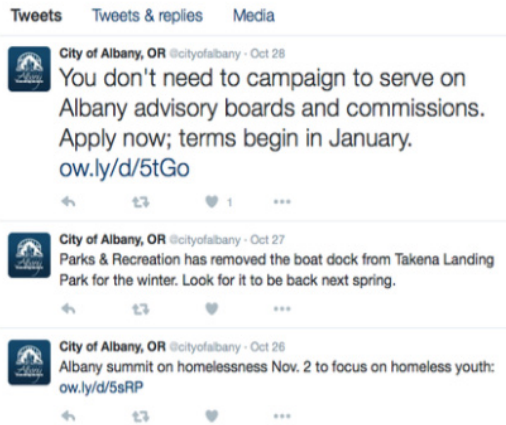 Tweets Tweets & replies Media
City of Albany, OR @cityofalbany · Oct 28
You don't need to campaign to serve on
Albany advisory boards and commissions.
Apply now; terms begin in January.
ow.ly/d/5tGo
1
City of Albany, OR @cityofalbany · Oct 27
Parks & Recreation has removed the boat dock from Takena Landing
Park for the winter. Look for it to be back next spring.
City of Albany, OR @cityofalbany · Oct 26
Albany summit on homelessness Nov. 2 to focus on homeless youth:
ow.ly/d/5sRP